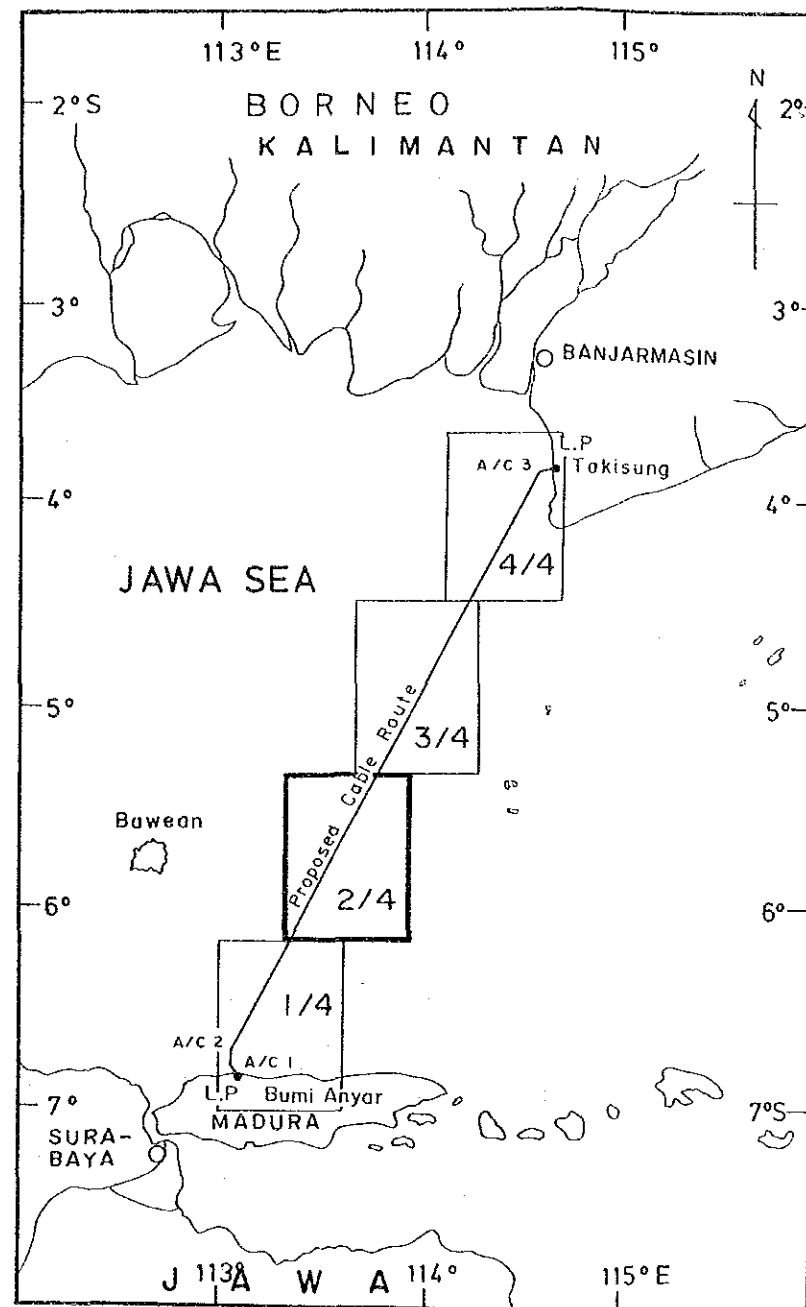 113°E 114° 115°
N
2°S 2°
BORNEO
KALIMANTAN
3° 3°
BANJARMASIN
L.P
A/C 3 Takisung
4° 4°
4/4
JAWA SEA
5° 5°
3/4
Proposed Cable Route
Bawean
2/4
6° 6°
1/4
A/C 2
A/C 1
L.P Bumi Anyar
7° 7°S
MADURA
SURA-
BAYA
113° 114° 115°E
JAWA